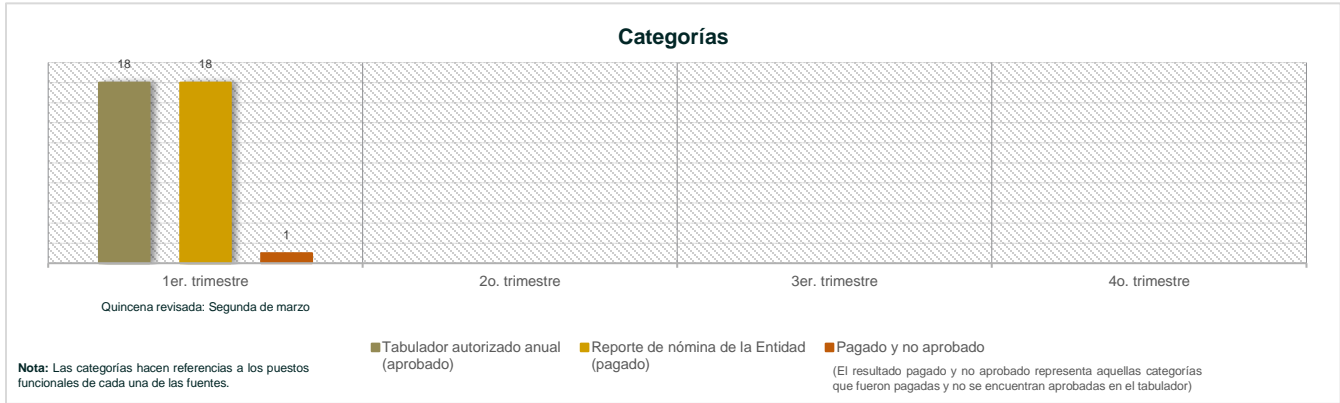 Categorías
18
18
1
1er. trimestre
2o. trimestre
3er. trimestre
4o. trimestre
Quincena revisada: Segunda de marzo
Tabulador autorizado anual
(aprobado)
Reporte de nómina de la Entidad
(pagado)
Pagado y no aprobado
(El resultado pagado y no aprobado representa aquellas categorías
que fueron pagadas y no se encuentran aprobadas en el tabulador)
Nota: Las categorías hacen referencias a los puestos
funcionales de cada una de las fuentes.